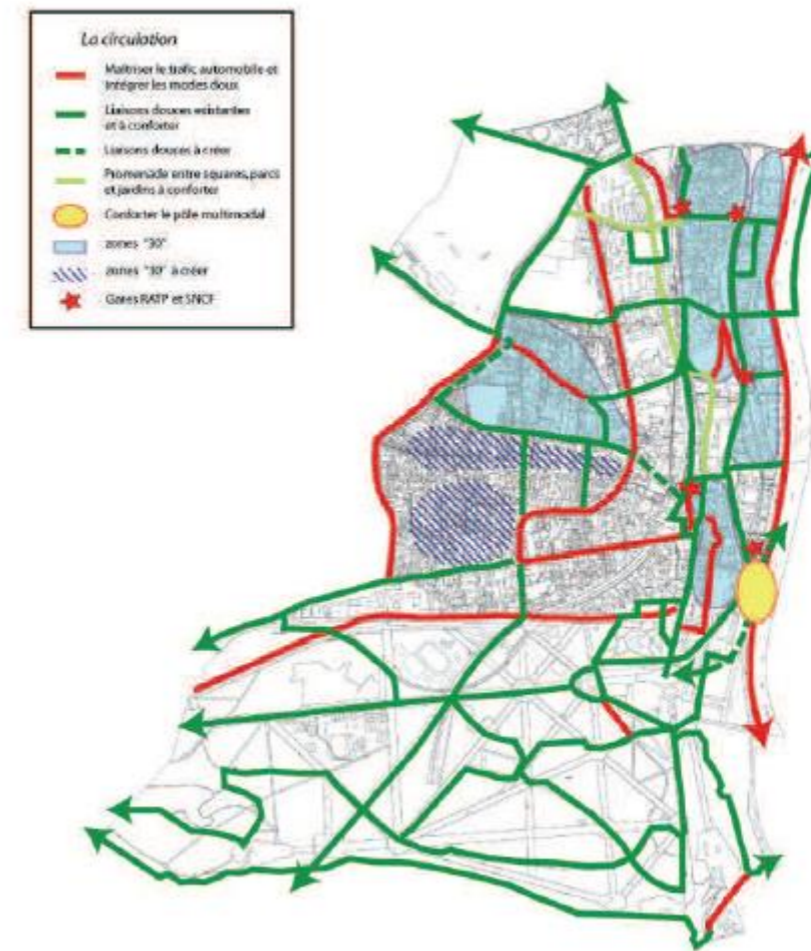 La circulation
Maîtriser le trafic automobile et
intégrer les modes doux
Liaisons douces existantes
et à conforter
Liaisons douces à créer
Promenade entre squares, parcs
et jardins à conforter
Conforter le pôle multimodal
zones "30"
zones "30" à créer
Gares RATP et SNCF